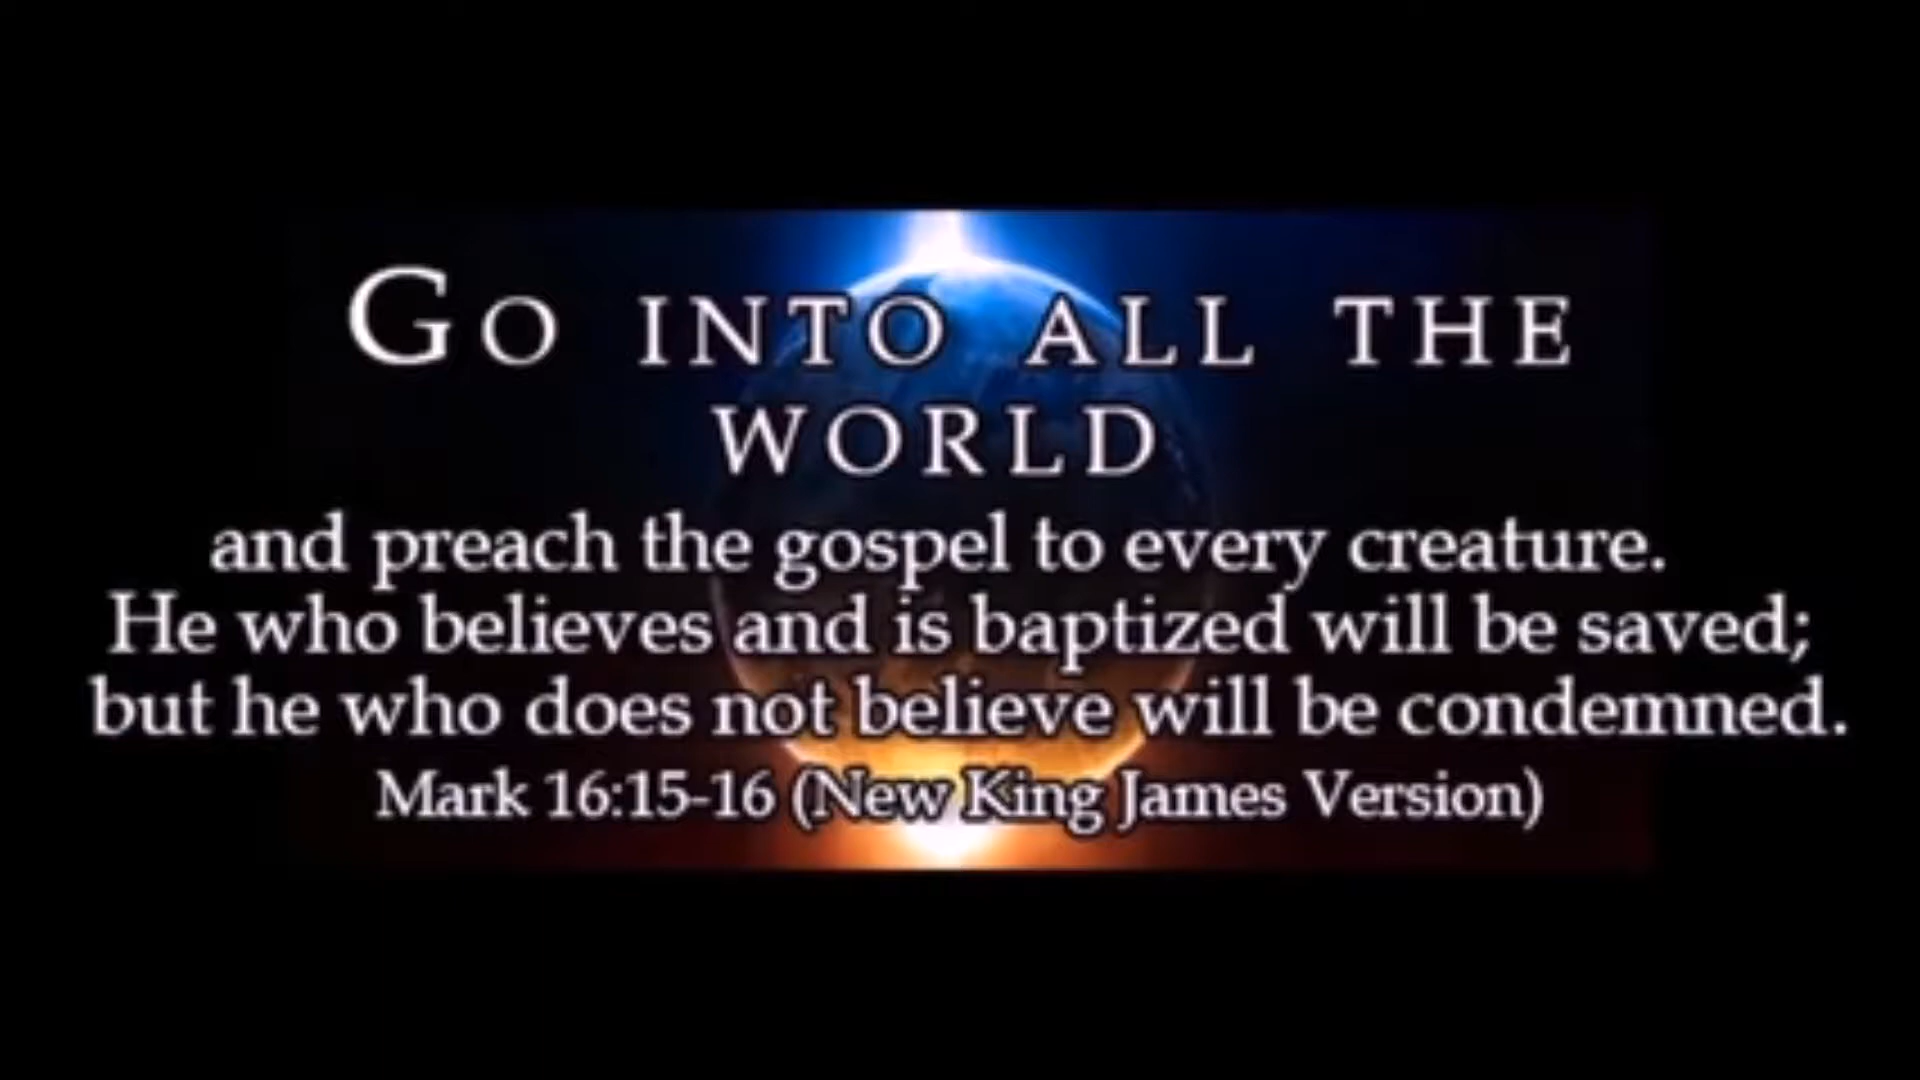 Go into all the
world
and preach the gospel to every creature.
He who believes and is baptized will be saved;
but he who does not believe will be condemned.
Mark 16:15-16 (New King James Version)